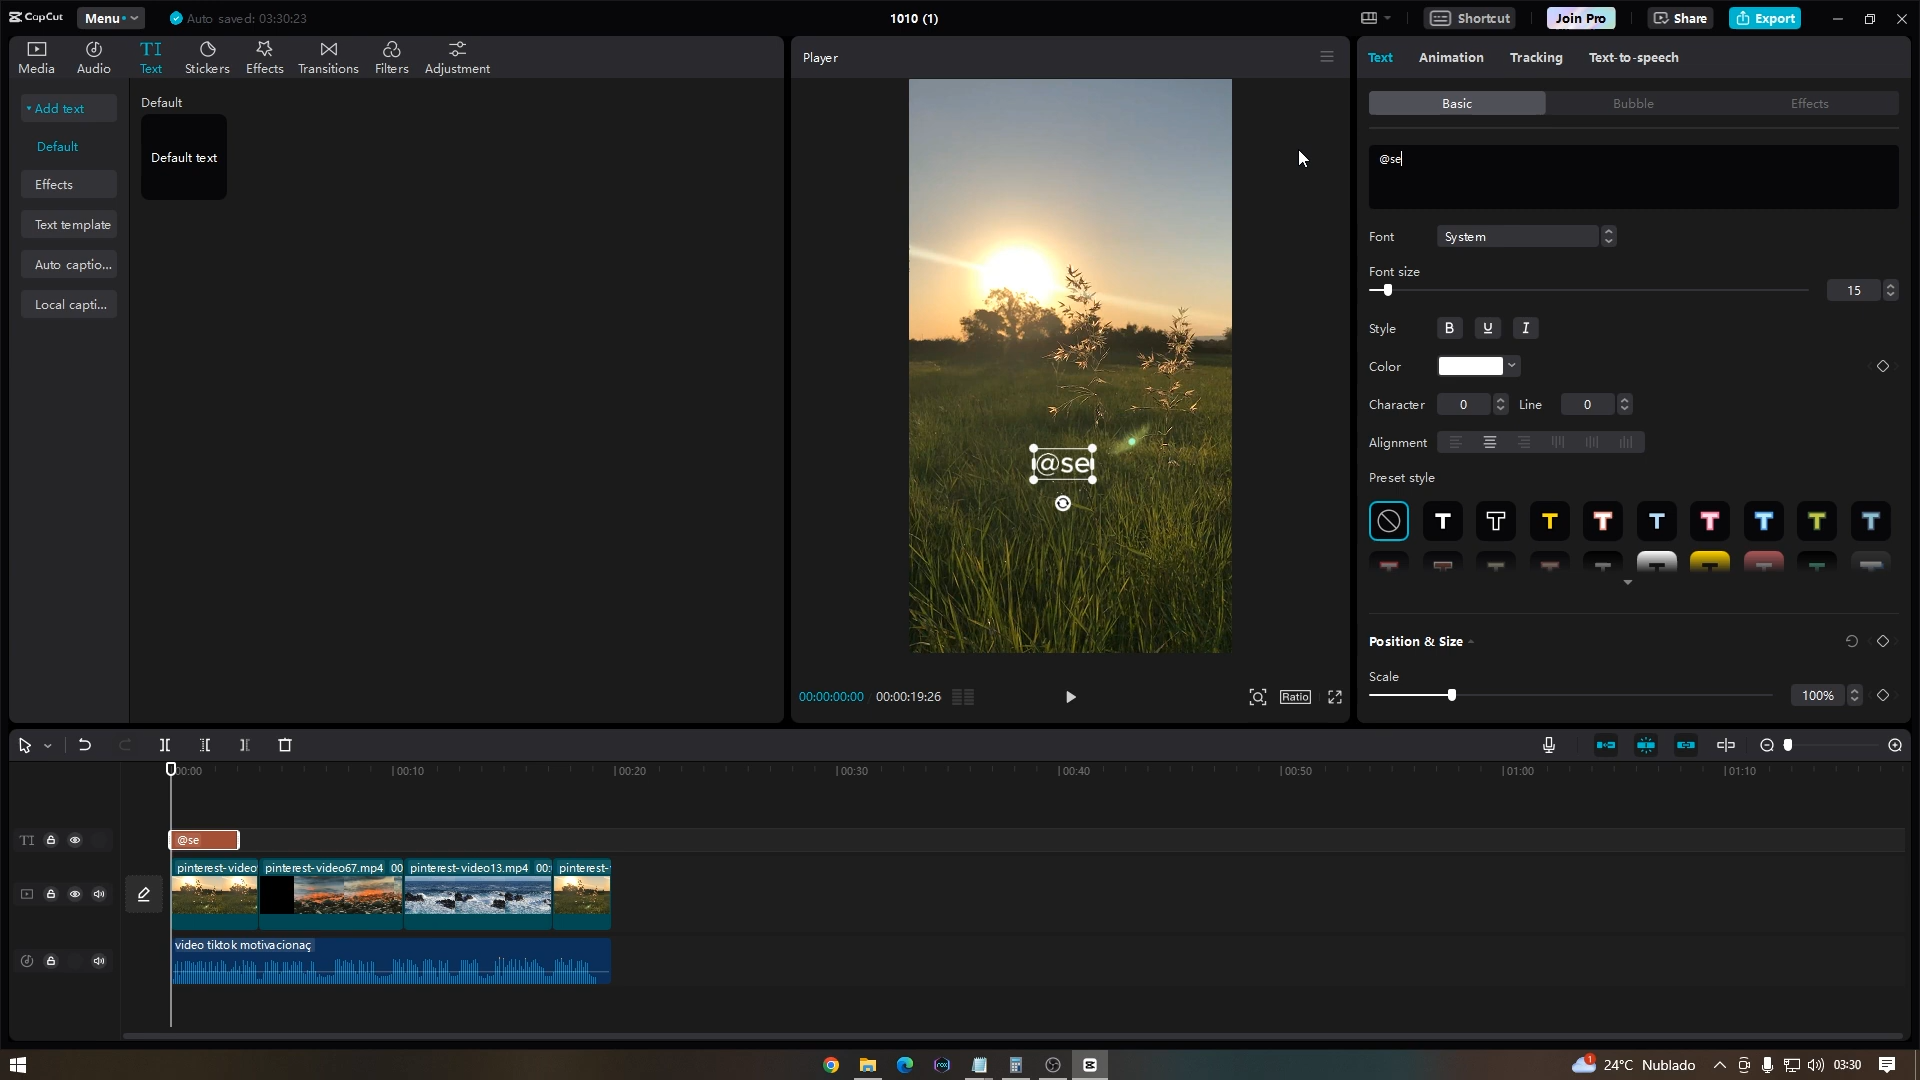 CapCut
Menu
Auto saved: 03:30:23
1010 (1)
Shortcut
Join Pro
Share
Export
Media
Audio
TI
Text
Stickers
Effects
Transitions
Filters
Adjustment
Add text
Default
Effects
Text template
Auto captio...
Local capti...
Default
Default text
Player
@se
00:00:00:00
00:00:19:26
Ratio
Text
Animation
Tracking
Text-to-speech
Basic
Bubble
Effects
@se
Font
System
Font size
15
Style
B
U
I
Color
Character
0
Line
0
Alignment
Preset style
T T T T T T T T T
T T T T T T T T T T
Position & Size
Scale
100%
00:00
00:10
00:20
00:30
00:40
00:50
01:00
01:10
TI
@se
pinterest-video
pinterest-video67.mp4 00
pinterest-video13.mp4 00:
pinterest-
video tiktok motivacionaç
1
24°C Nublado
03:30